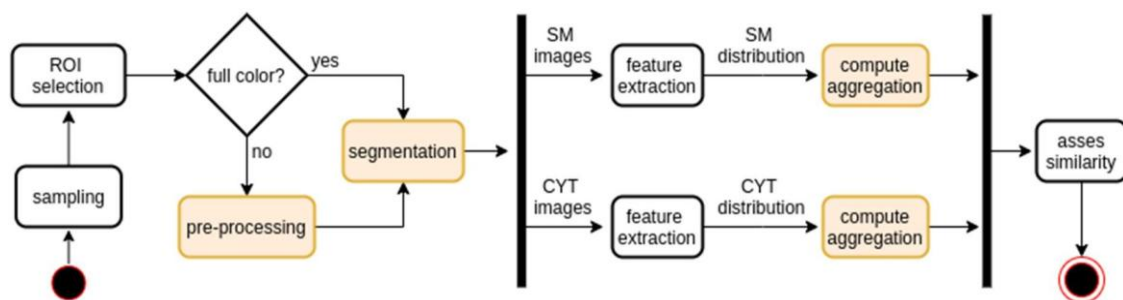 ROI
selection
sampling
full color?
yes
no
pre-processing
segmentation
SM
images
feature
extraction
SM
distribution
compute
aggregation
CYT
images
feature
extraction
CYT
distribution
compute
aggregation
asses
similarity